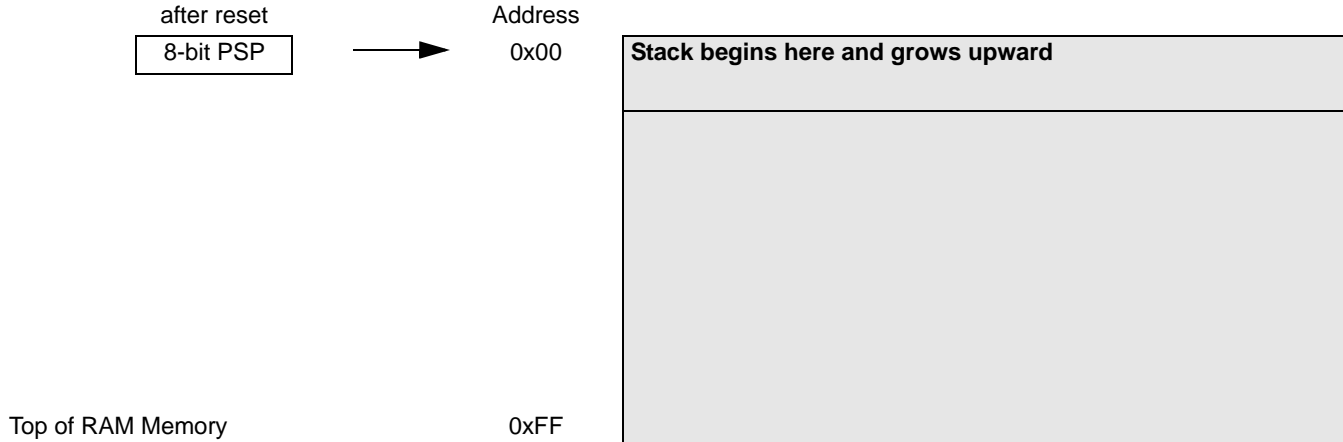 after reset Address
8-bit PSP 0x00 Stack begins here and grows upward
Top of RAM Memory 0xFF